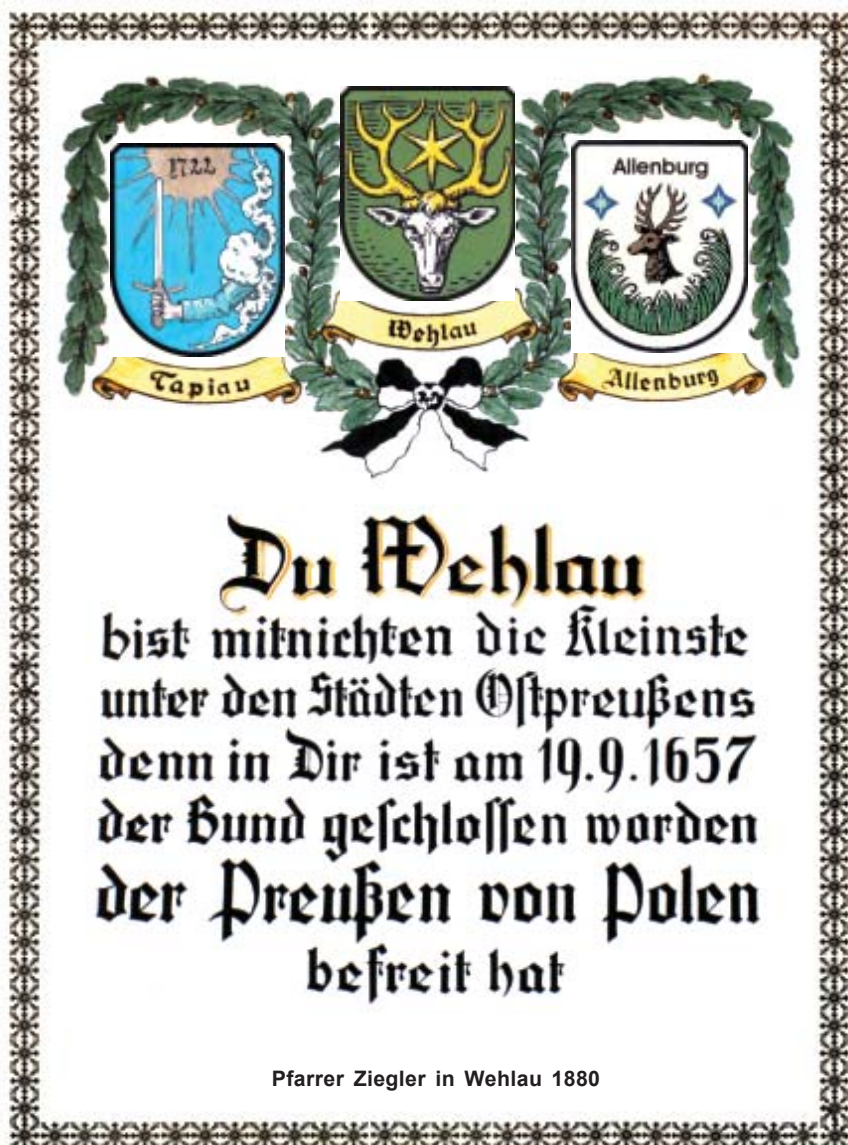 1722
Wehlau
Allenburg
Tapiau
Allenburg
Du Wehlau
bist mitnichten die Kleinste
unter den Städten Oſtpreußens
denn in Dir ist am 19.9.1657
der Bund geſchloſſen worden
der Preußen von Polen
befreit hat
Pfarrer Ziegler in Wehlau 1880